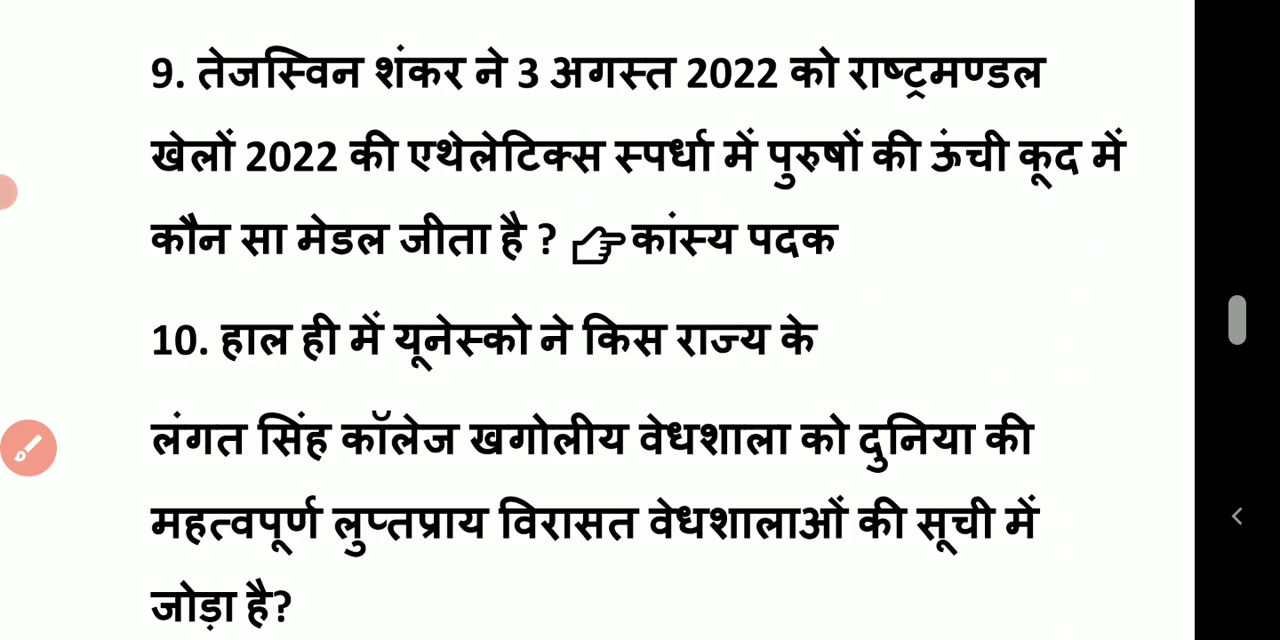 9. तेजस्विन शंकर ने 3 अगस्त 2022 को राष्ट्रमण्डल
खेलों 2022 की एथेलेटिक्स स्पर्धा में पुरुषों की ऊंची कूद में
कौन सा मेडल जीता है ? 👉कांस्य पदक
10. हाल ही में यूनेस्को ने किस राज्य के
लंगत सिंह कॉलेज खगोलीय वेधशाला को दुनिया की
महत्वपूर्ण लुप्तप्राय विरासत वेधशालाओं की सूची में
जोड़ा है?